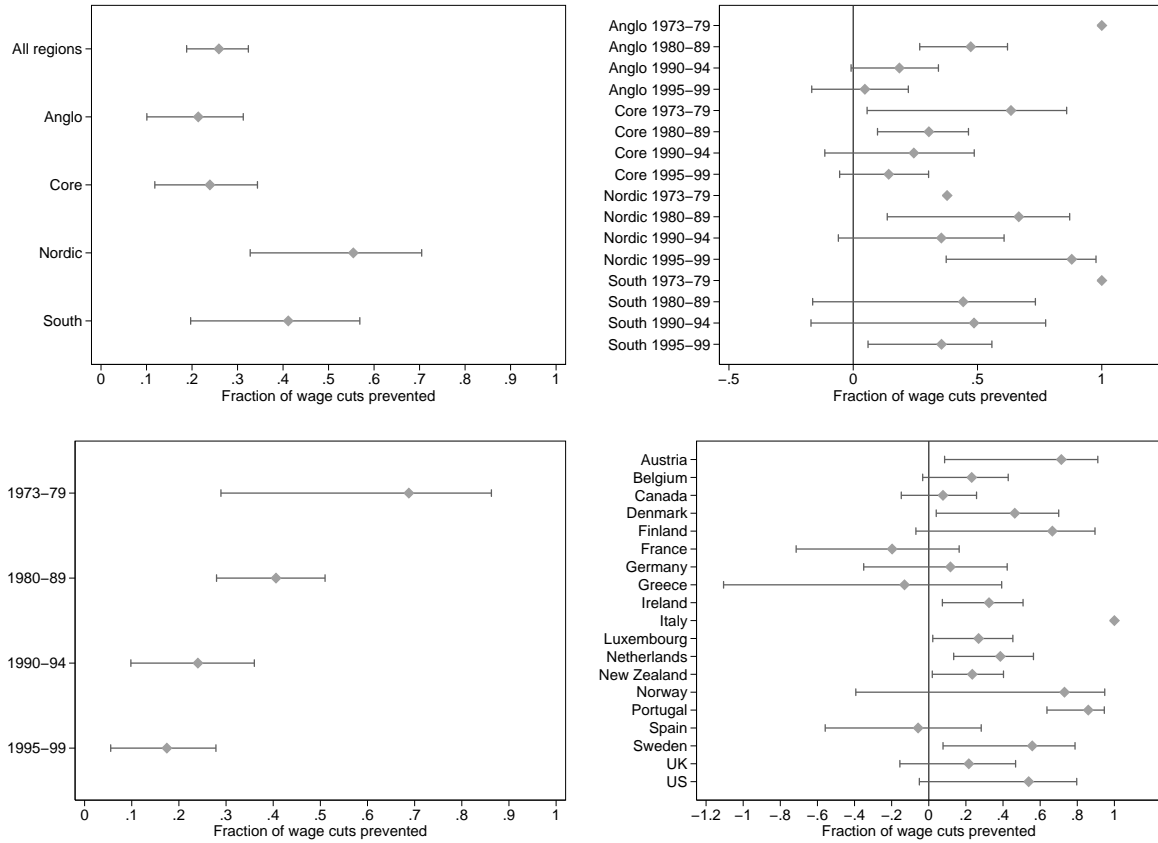 All regions
Anglo
Core
Nordic
South
0 .1 .2 .3 .4 .5 .6 .7 .8 .9 1
Fraction of wage cuts prevented
Anglo 1973−79
Anglo 1980−89
Anglo 1990−94
Anglo 1995−99
Core 1973−79
Core 1980−89
Core 1990−94
Core 1995−99
Nordic 1973−79
Nordic 1980−89
Nordic 1990−94
Nordic 1995−99
South 1973−79
South 1980−89
South 1990−94
South 1995−99
−.5 0 .5 1
Fraction of wage cuts prevented
1973−79
1980−89
1990−94
1995−99
0 .1 .2 .3 .4 .5 .6 .7 .8 .9 1
Fraction of wage cuts prevented
Austria
Belgium
Canada
Denmark
Finland
France
Germany
Greece
Ireland
Italy
Luxembourg
Netherlands
New Zealand
Norway
Portugal
Spain
Sweden
UK
US
−1.2 −1 −.8 −.6 −.4 −.2 0 .2 .4 .6 .8 1
Fraction of wage cuts prevented